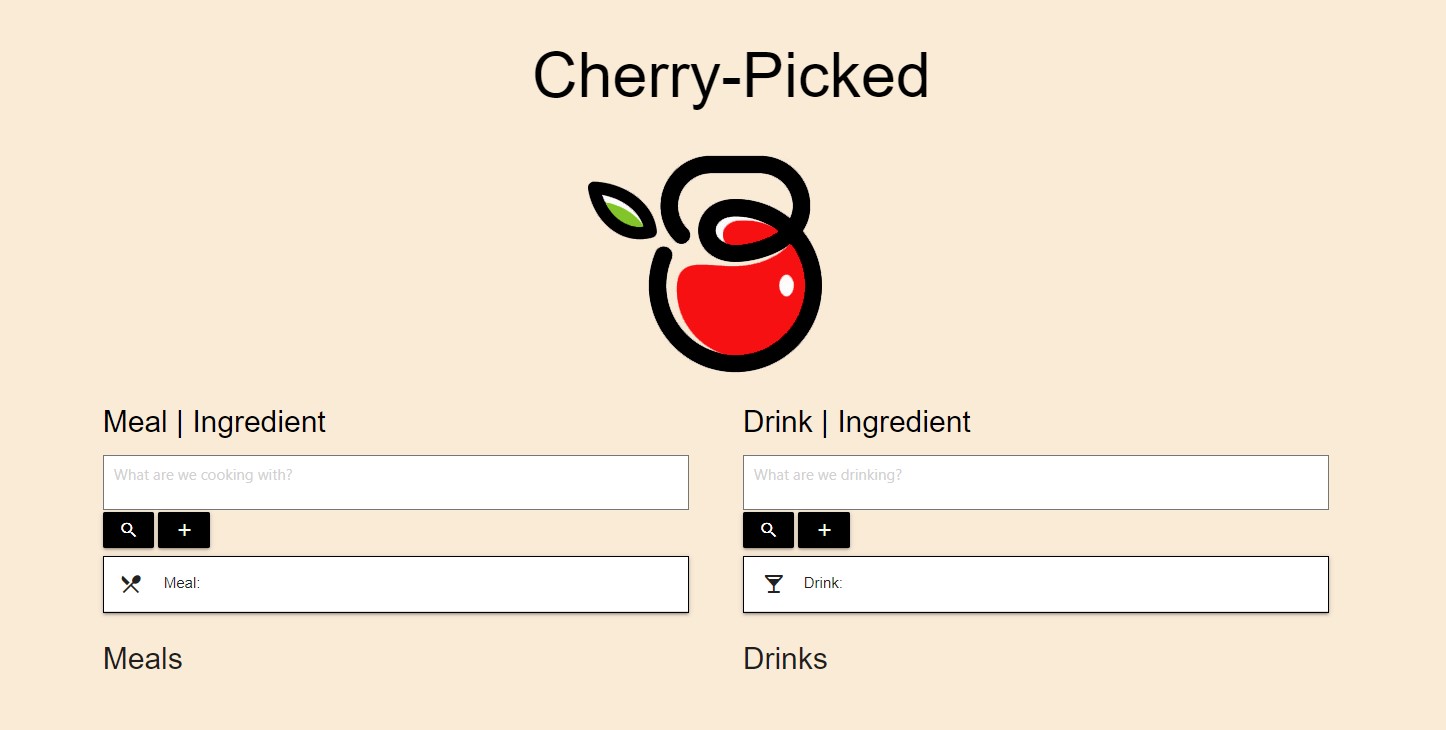 Cherry-Picked
Meal | Ingredient
What are we cooking with?
Meal:
Meals
Drink | Ingredient
What are we drinking?
Drink:
Drinks